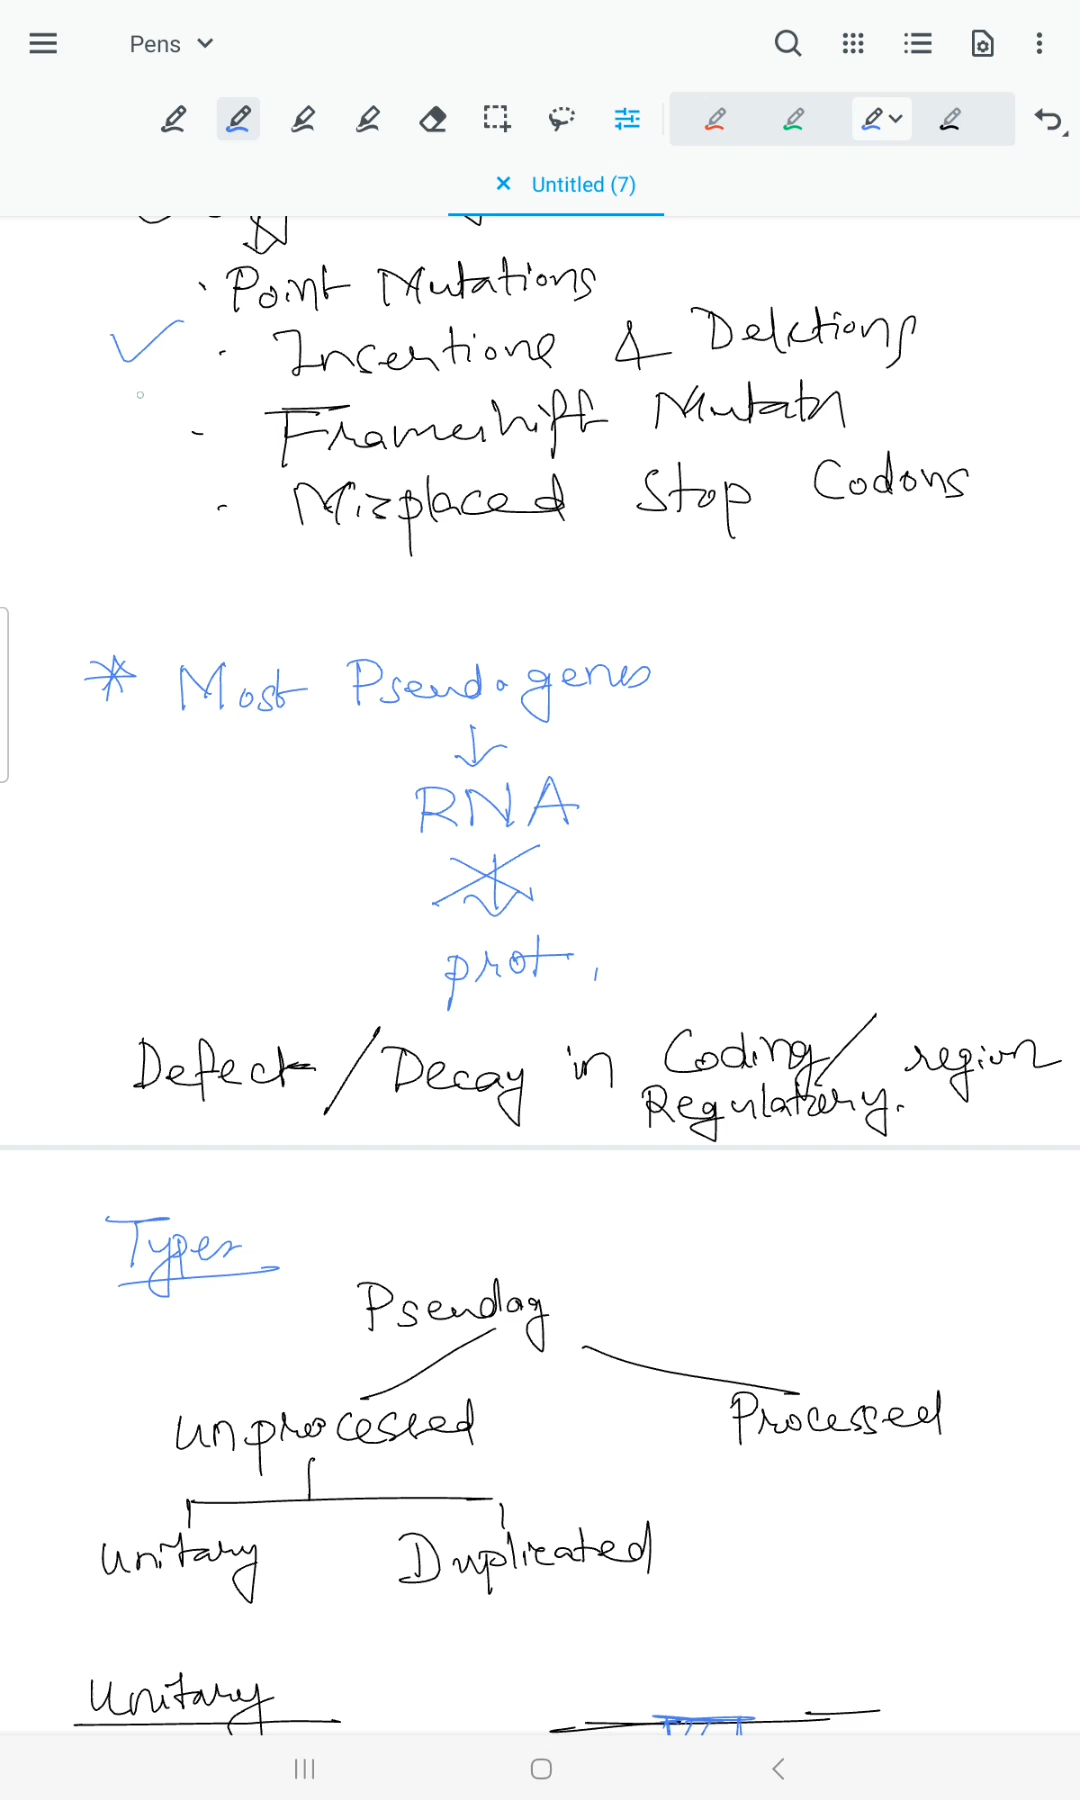 Pens
Untitled (7)
· Point Mutations
· Insertions & Deletions
- Frameshift Mutatn
- Misplaced Stop Codons
* Most Pseudogenes
↓
RNA
prot.
Defect/Decay in Coding/Regulatory region
Types
Pseudog
Unprocessed Processed
Unitary Duplicated
Unitary